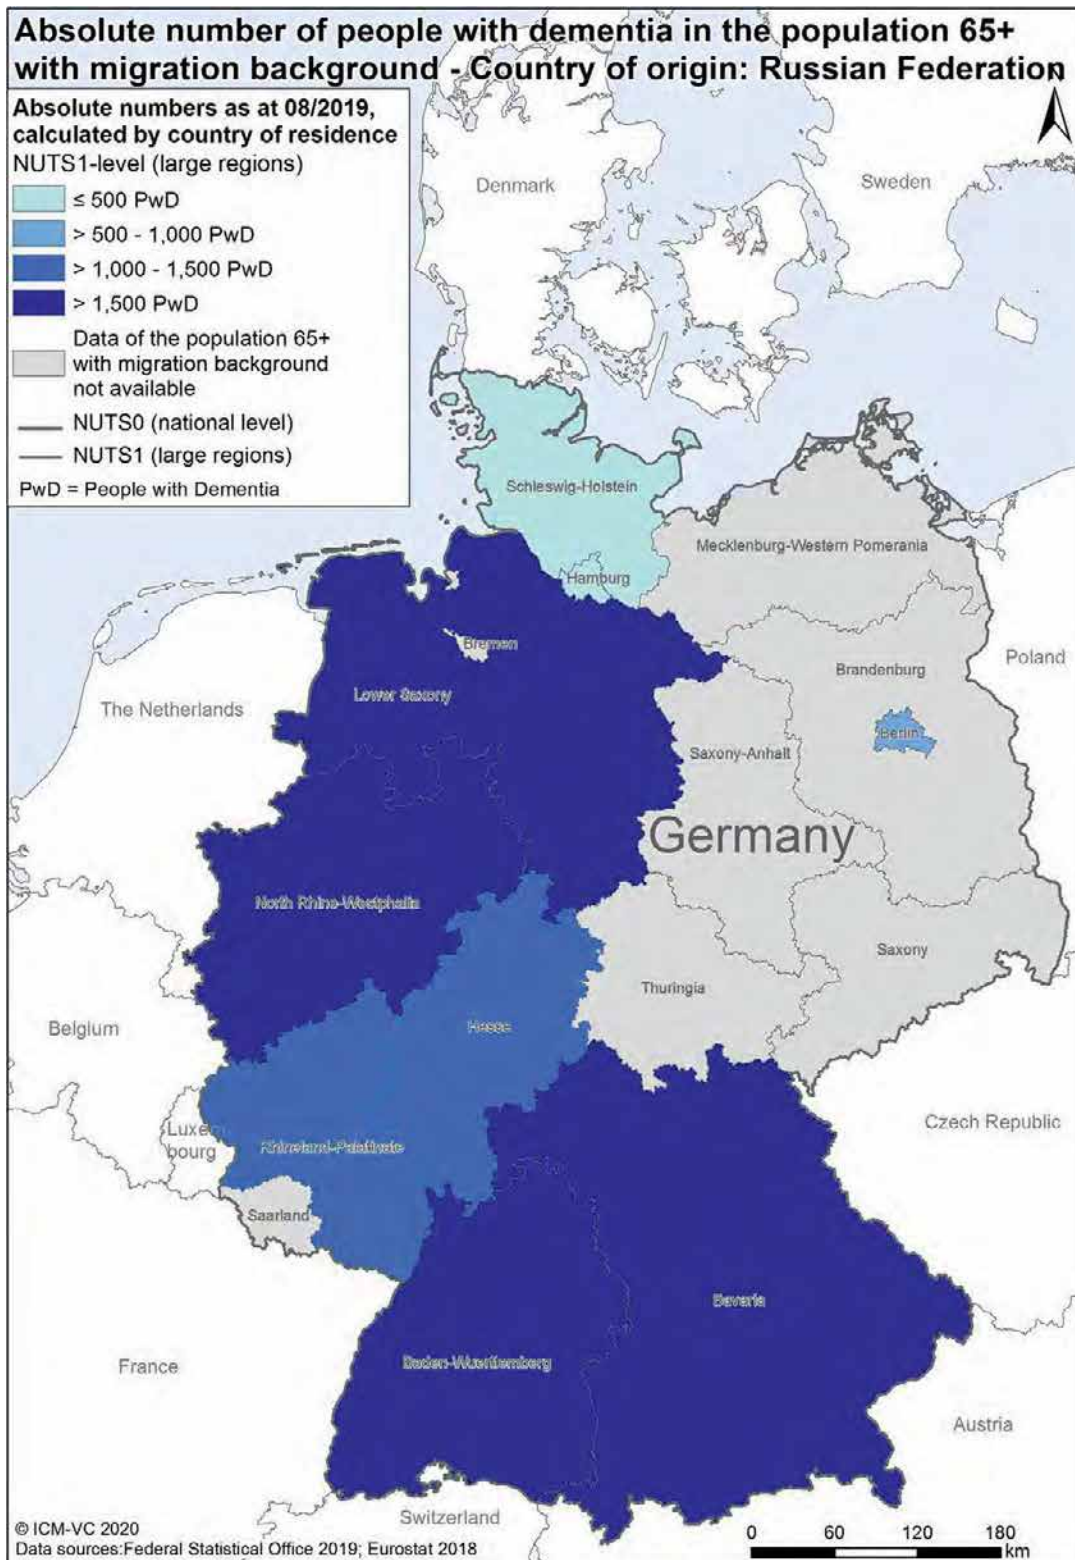 Absolute number of people with dementia in the population 65+
with migration background - Country of origin: Russian Federation
Absolute numbers as at 08/2019,
calculated by country of residence
NUTS1-level (large regions)
≤ 500 PwD
> 500 - 1,000 PwD
> 1,000 - 1,500 PwD
> 1,500 PwD
Data of the population 65+
with migration background
not available
NUTS0 (national level)
NUTS1 (large regions)
PwD = People with Dementia
N
Denmark
Sweden
Schleswig-Holstein
Mecklenburg-Western Pomerania
Hamburg
Bremen
Poland
Brandenburg
Lower Saxony
The Netherlands
Berlin
Saxony-Anhalt
Germany
North Rhine-Westphalia
Saxony
Thuringia
Belgium
Hesse
Czech Republic
Luxem
bourg
Rhineland-Palatinate
Saarland
Bavaria
France
Baden-Wuerttemberg
Austria
Switzerland
© ICM-VC 2020
Data sources:Federal Statistical Office 2019; Eurostat 2018
0 60 120 180
km